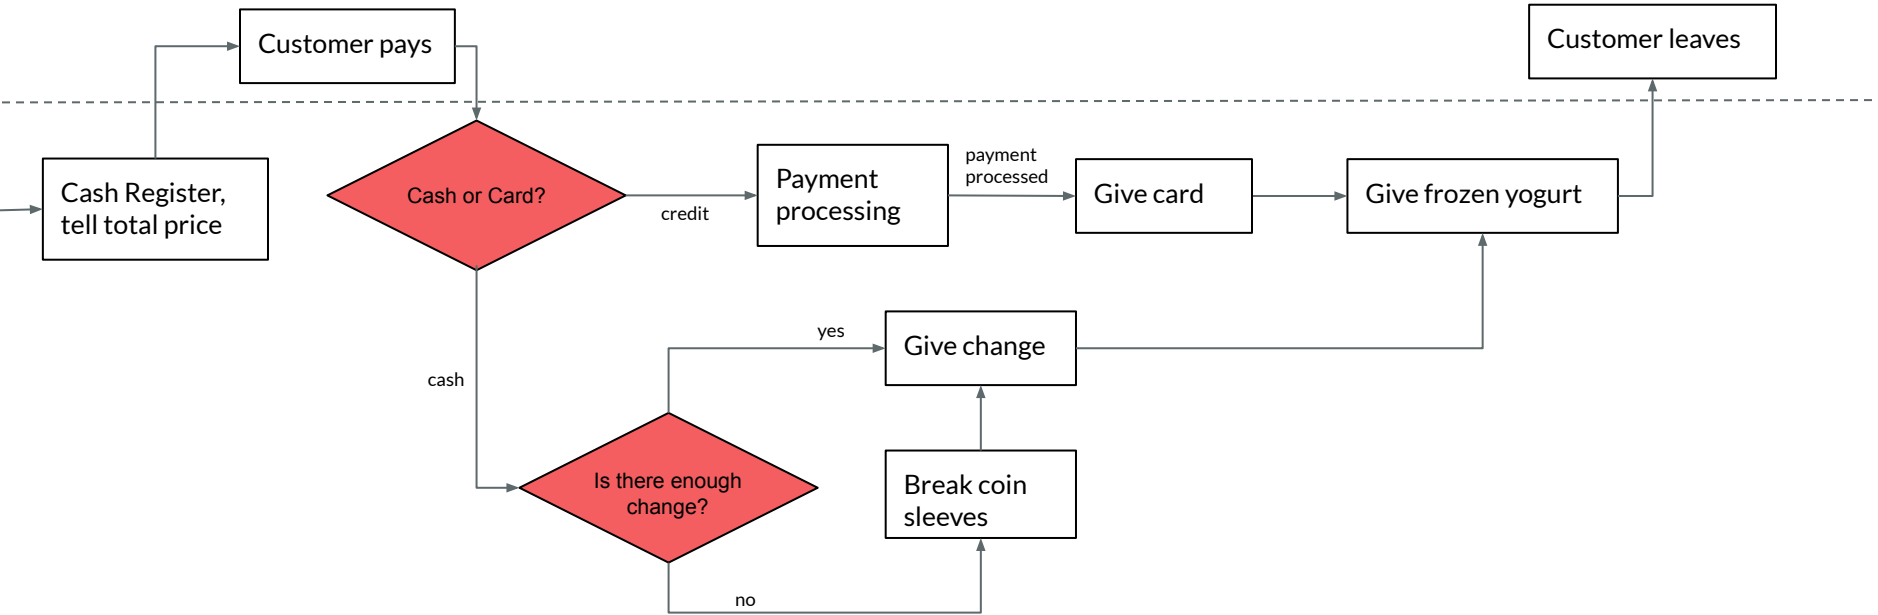 Customer pays
Customer leaves
Cash Register,
tell total price
Cash or Card?
credit
Payment
processing
payment
processed
Give card
Give frozen yogurt
cash
yes
Give change
Is there enough
change?
Break coin
sleeves
no